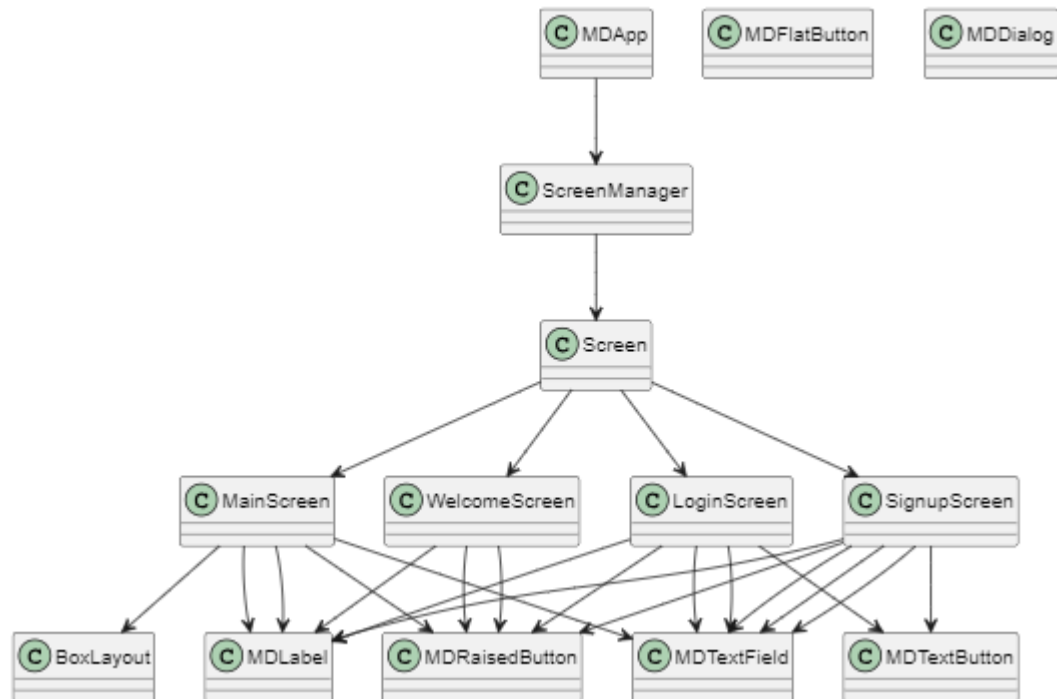 C MDApp
C MDFlatButton
C MDDialog
C ScreenManager
C Screen
C MainScreen
C WelcomeScreen
C LoginScreen
C SignupScreen
C BoxLayout
C MDLabel
C MDRaisedButton
C MDTextField
C MDTextButton